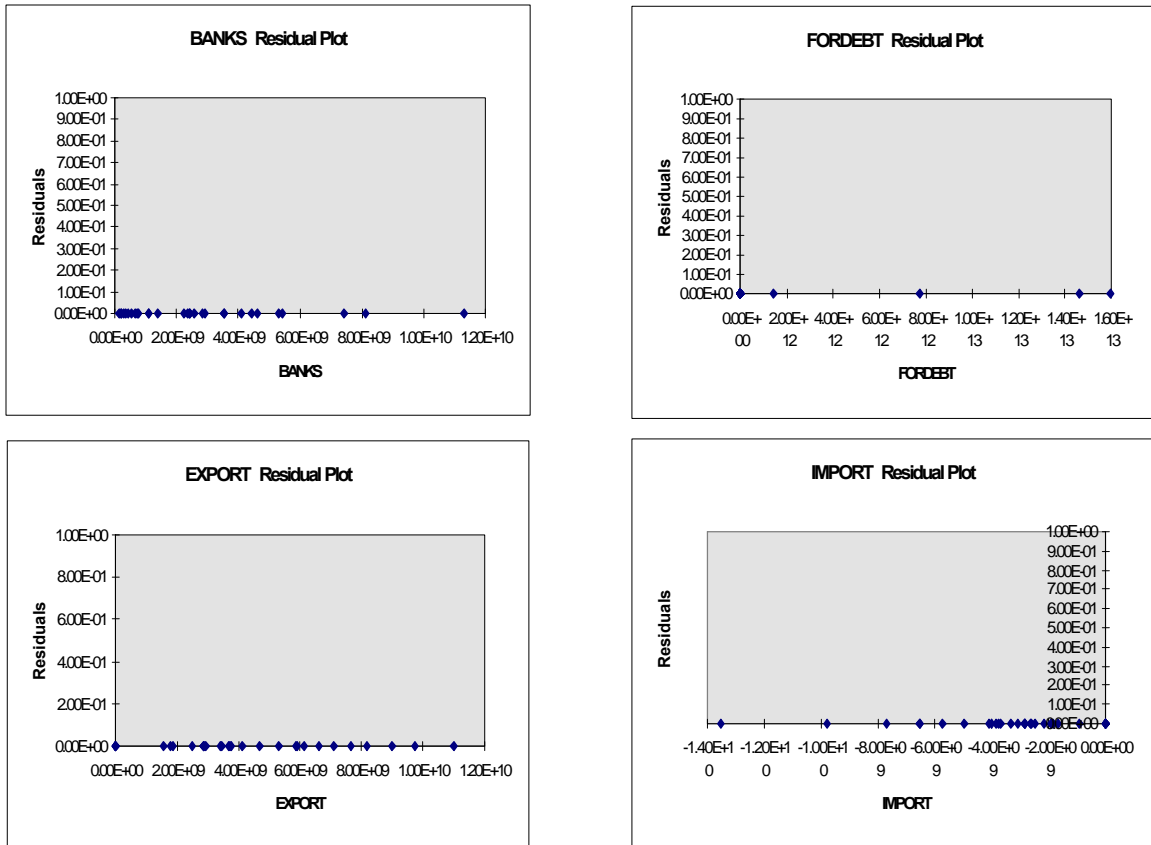 BANKS Residual Plot
1.00E+00
9.00E-01
8.00E-01
7.00E-01
6.00E-01
5.00E-01
4.00E-01
3.00E-01
2.00E-01
1.00E-01
0.00E+00
Residuals
0.00E+00 2.00E+09 4.00E+09 6.00E+09 8.00E+09 1.00E+10 1.20E+10
BANKS
FORDEBT Residual Plot
1.00E+00
9.00E-01
8.00E-01
7.00E-01
6.00E-01
5.00E-01
4.00E-01
3.00E-01
2.00E-01
1.00E-01
0.00E+00
Residuals
0.00E+ 2.00E+ 4.00E+ 6.00E+ 8.00E+ 1.00E+ 1.20E+ 1.40E+ 1.60E+
00 12 12 12 12 13 13 13 13
FORDEBT
EXPORT Residual Plot
1.00E+00
8.00E-01
6.00E-01
4.00E-01
2.00E-01
0.00E+00
Residuals
0.00E+00 2.00E+09 4.00E+09 6.00E+09 8.00E+09 1.00E+10 1.20E+10
EXPORT
IMPORT Residual Plot
1.00E+00
9.00E-01
8.00E-01
7.00E-01
6.00E-01
5.00E-01
4.00E-01
3.00E-01
2.00E-01
1.00E-01
0.00E+00
Residuals
-1.40E+1 -1.20E+1 -1.00E+1 -8.00E+0 -6.00E+0 -4.00E+0 -2.00E+0 0.00E+00
0 0 0 9 9 9 9
IMPORT